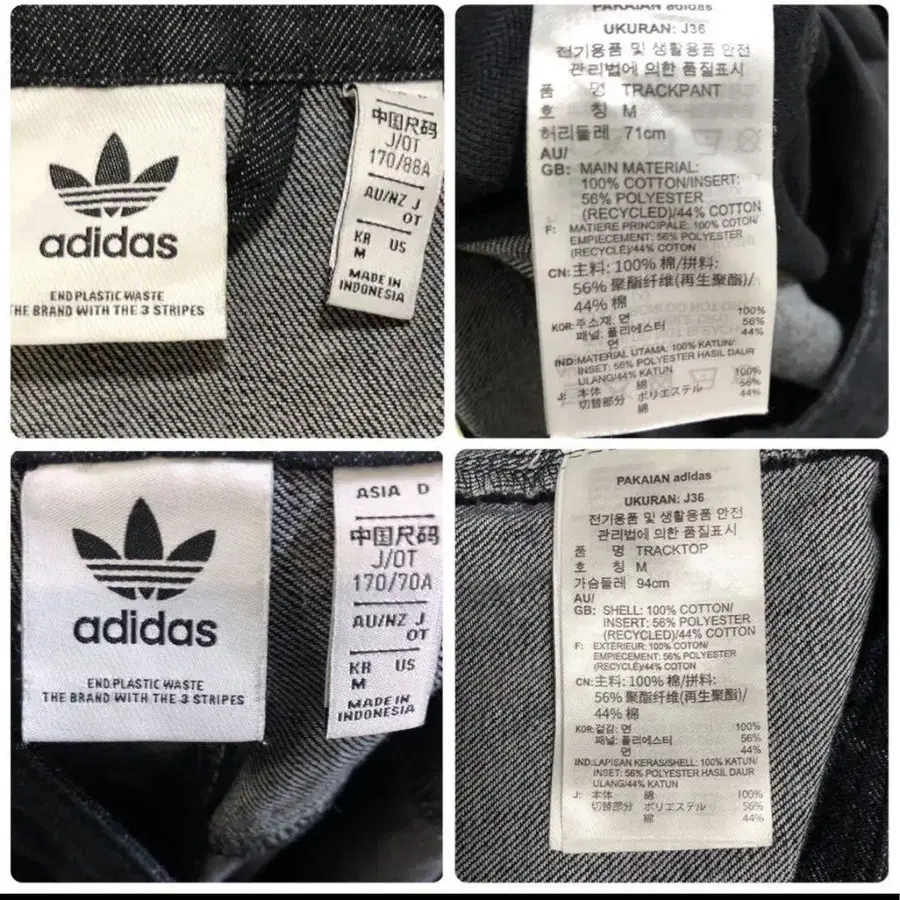 adidas
END PLASTIC WASTE
THE BRAND WITH THE 3 STRIPES
中国尺码
J/OT
170/88A
AU/NZ J
OT
KR US
M
MADE IN
INDONESIA
PAKAIAN adidas
UKURAN: J36
전기용품 및 생활용품 안전
관리법에 의한 품질표시
품 명 TRACKPANT
호 칭 M
허리둘레 71cm
AU/
GB: MAIN MATERIAL:
100% COTTON/INSERT:
56% POLYESTER
(RECYCLED)/44% COTTON
F: MATIERE PRINCIPALE: 100% COTON/
EMPIECEMENT: 56% POLYESTER
(RECYCLE)/44% COTON
CN: 主料: 100% 棉/拼料:
56% 聚酯纤维(再生聚酯)/
44% 棉
KOR: 주소재: 면 100%
패널: 폴리에스터 56%
면 44%
IND: MATERIAL UTAMA: 100% KATUN/
INSET: 56% POLYESTER HASIL DAUR
ULANG/44% KATUN
J: 本体 綿 100%
切替部分 ポリエステル 56%
綿 44%
adidas
END PLASTIC WASTE
THE BRAND WITH THE 3 STRIPES
ASIA D
中国尺码
J/OT
170/70A
AU/NZ J
OT
KR US
M
MADE IN
INDONESIA
PAKAIAN adidas
UKURAN: J36
전기용품 및 생활용품 안전
관리법에 의한 품질표시
품 명 TRACKTOP
호 칭 M
가슴둘레 94cm
AU/
GB: SHELL: 100% COTTON/
INSERT: 56% POLYESTER
(RECYCLED)/44% COTTON
F: EXTERIEUR: 100% COTON/
EMPIECEMENT: 56% POLYESTER
(RECYCLE)/44% COTON
CN: 主料: 100% 棉/拼料:
56% 聚酯纤维(再生聚酯)/
44% 棉
KOR: 겉감: 면 100%
패널: 폴리에스터 56%
면 44%
IND: LAPISAN KERAS/SHELL: 100% KATUN/
INSET: 56% POLYESTER HASIL DAUR
ULANG/44% KATUN
J: 本体 綿 100%
切替部分 ポリエステル 56%
綿 44%